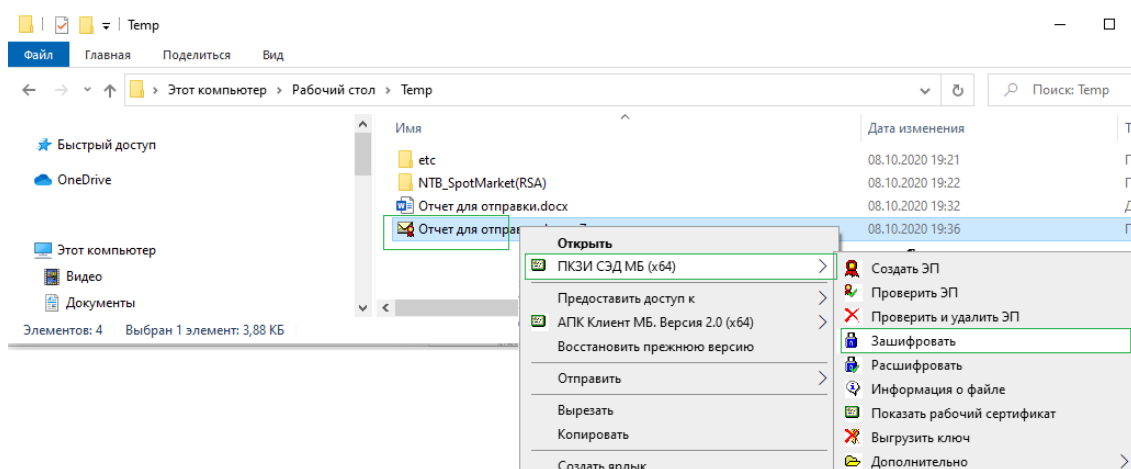 Temp
Файл Главная Поделиться Вид
Этот компьютер Рабочий стол Temp
Поиск: Temp
Имя Дата изменения
Быстрый доступ
OneDrive
Этот компьютер
Видео
Документы
etc 08.10.2020 19:21
NTB_SpotMarket(RSA) 08.10.2020 19:22
Отчет для отправки.docx 08.10.2020 19:32
Отчет для 08.10.2020 19:36
Элементов: 4 Выбран 1 элемент: 3,88 КБ
Открыть
ПКЗИ СЭД МБ (x64)
Предоставить доступ к
АПК Клиент МБ. Версия 2.0 (x64)
Восстановить прежнюю версию
Отправить
Вырезать
Копировать
Создать ярлык
Создать ЭП
Проверить ЭП
Проверить и удалить ЭП
Зашифровать
Расшифровать
Информация о файле
Показать рабочий сертификат
Выгрузить ключ
Дополнительно